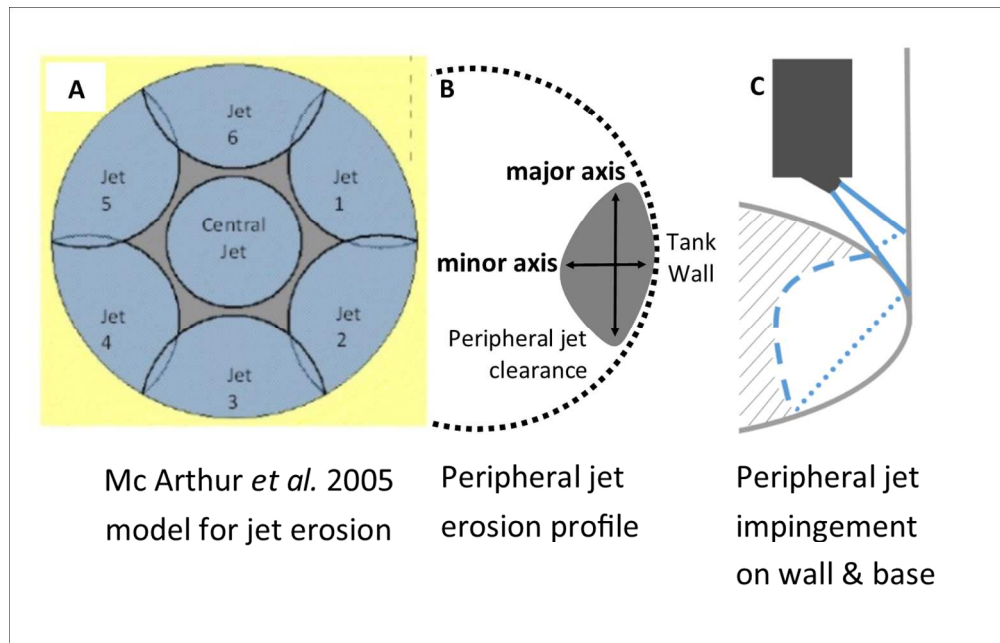 A
Jet
6
Jet
5
Jet
1
Central
Jet
Jet
4
Jet
2
Jet
3
B
major axis
minor axis
Tank
Wall
Peripheral jet
clearance
C
Mc Arthur et al. 2005
model for jet erosion
Peripheral jet
erosion profile
Peripheral jet
impingement
on wall & base